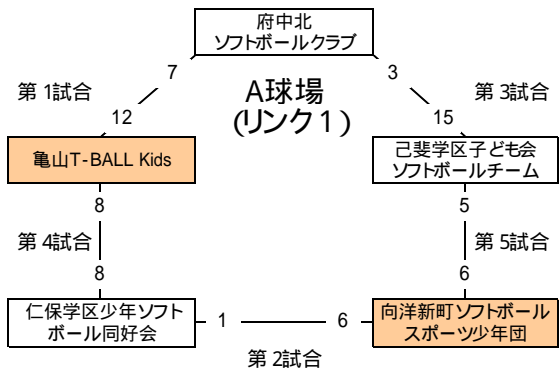 府中北
ソフトボールクラブ
7
3
第1試合
A球場
(リンク1)
第3試合
12
15
亀山T-BALL Kids
己斐学区子ども会
ソフトボールチーム
8
5
第4試合
第5試合
8
6
仁保学区少年ソフト
ボール同好会
1
6
向洋新町ソフトボール
スポーツ少年団
第2試合